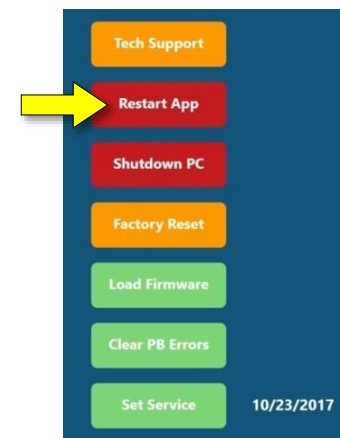 Tech Support
Restart App
Shutdown PC
Factory Reset
Load Firmware
Clear PB Errors
Set Service 10/23/2017